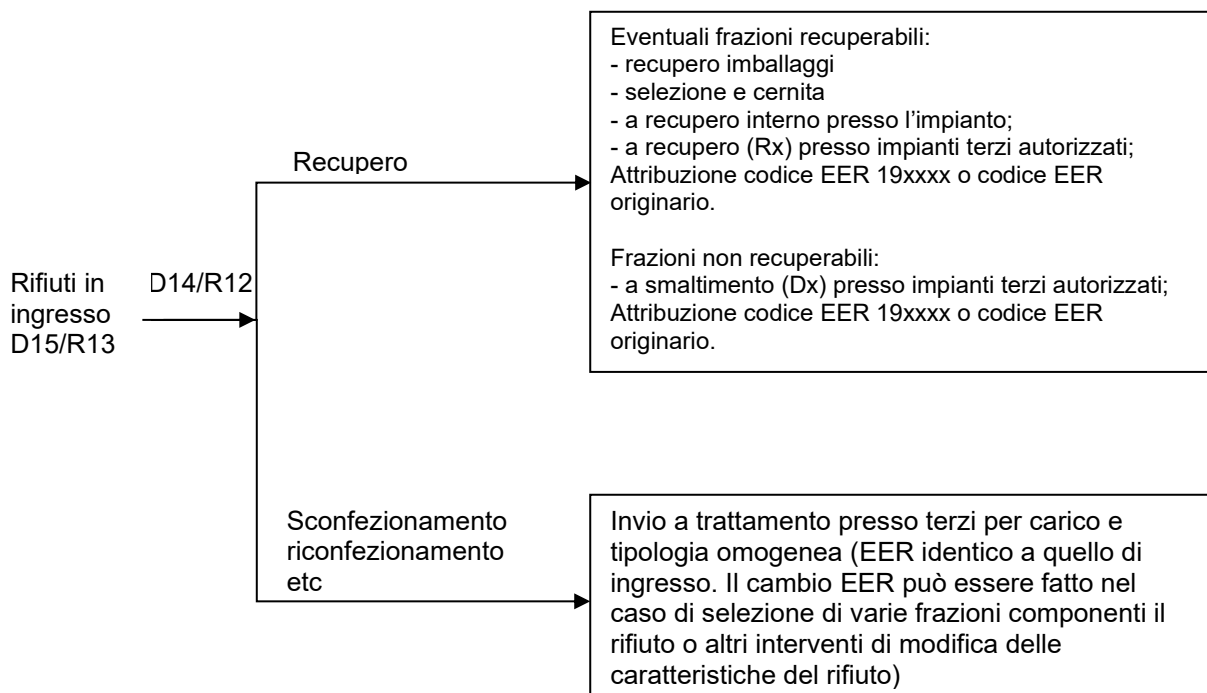 Rifiuti in
ingresso
D15/R13
D14/R12
Recupero
Eventuali frazioni recuperabili:
- recupero imballaggi
- selezione e cernita
- a recupero interno presso l’impianto;
- a recupero (Rx) presso impianti terzi autorizzati;
Attribuzione codice EER 19xxxx o codice EER
originario.
Frazioni non recuperabili:
- a smaltimento (Dx) presso impianti terzi autorizzati;
Attribuzione codice EER 19xxxx o codice EER
originario.
Sconfezionamento
riconfezionamento
etc
Invio a trattamento presso terzi per carico e
tipologia omogenea (EER identico a quello di
ingresso. Il cambio EER può essere fatto nel
caso di selezione di varie frazioni componenti il
rifiuto o altri interventi di modifica delle
caratteristiche del rifiuto)